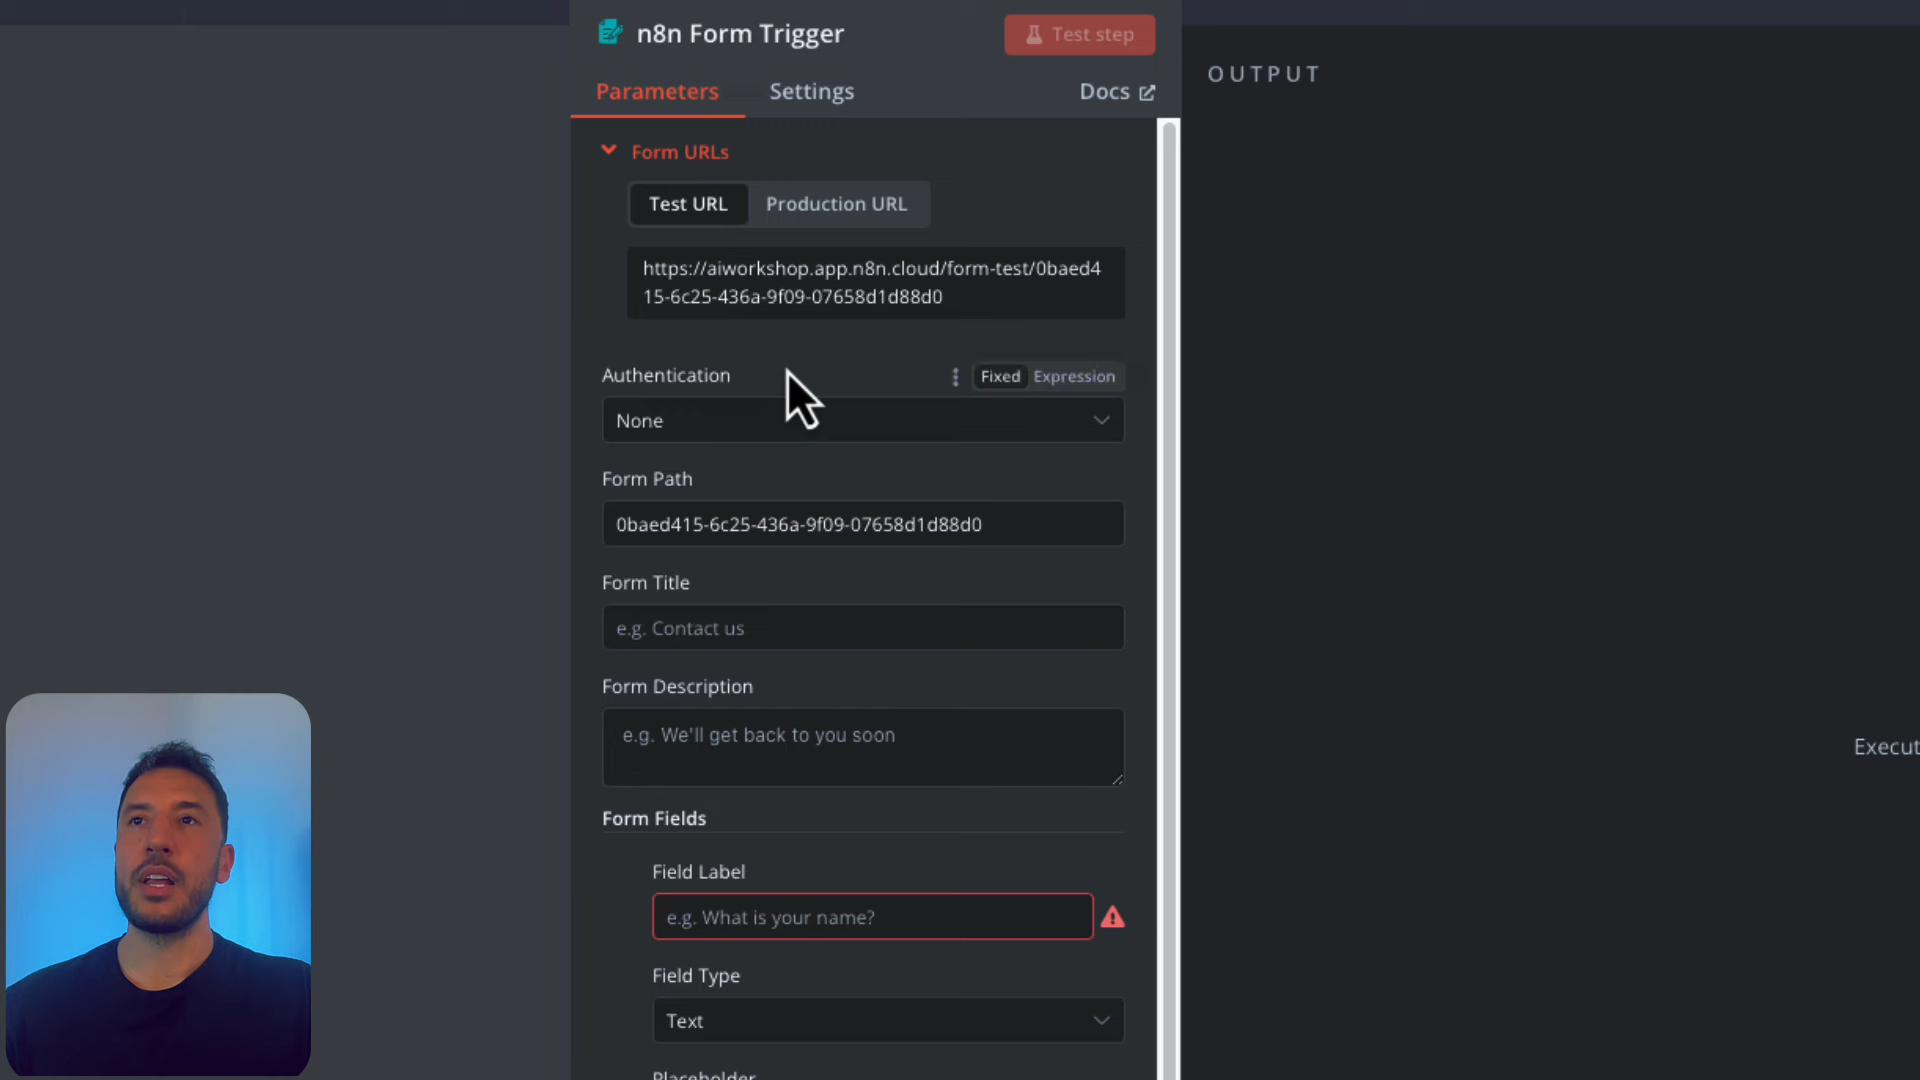 n8n Form Trigger
Test step
Parameters
Settings
Docs
OUTPUT
Form URLs
Test URL
Production URL
https://aiworkshop.app.n8n.cloud/form-test/0baed4
15-6c25-436a-9f09-07658d1d88d0
Authentication
Fixed
Expression
None
Form Path
0baed415-6c25-436a-9f09-07658d1d88d0
Form Title
e.g. Contact us
Form Description
e.g. We'll get back to you soon
Execut
Form Fields
Field Label
e.g. What is your name?
Field Type
Text
Placeholder